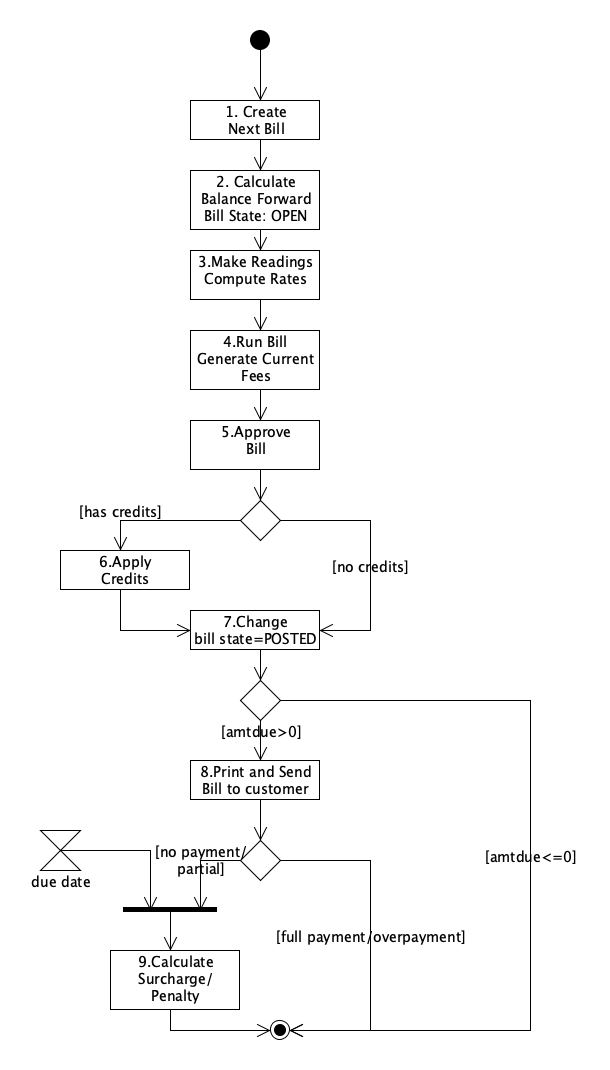 1. Create
Next Bill
2. Calculate
Balance Forward
Bill State: OPEN
3.Make Readings
Compute Rates
4.Run Bill
Generate Current
Fees
5.Approve
Bill
[has credits]
[no credits]
6.Apply
Credits
7.Change
bill state=POSTED
[amtdue>0]
8.Print and Send
Bill to customer
[no payment/
partial]
[amtdue<=0]
due date
[full payment/overpayment]
9.Calculate
Surcharge/
Penalty